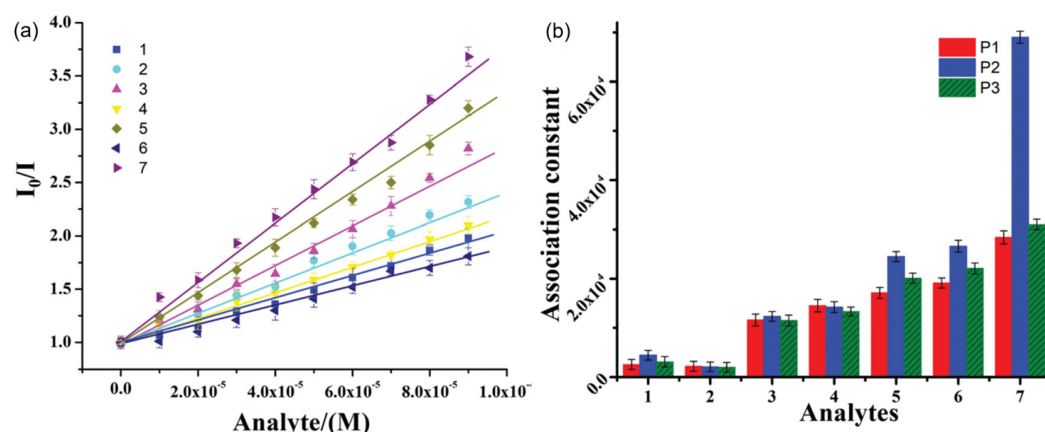 (a)
4.0
3.5
3.0
2.5
2.0
1.5
1.0
I₀/I
1
2
3
4
5
6
7
0.0
2.0x10⁻⁵
4.0x10⁻⁵
6.0x10⁻⁵
8.0x10⁻⁵
Analyte/(M)
(b)
Association constant
6.0x10⁴
4.0x10⁴
2.0x10⁴
0.0
P1
P2
P3
1 2 3 4 5 6 7
Analytes